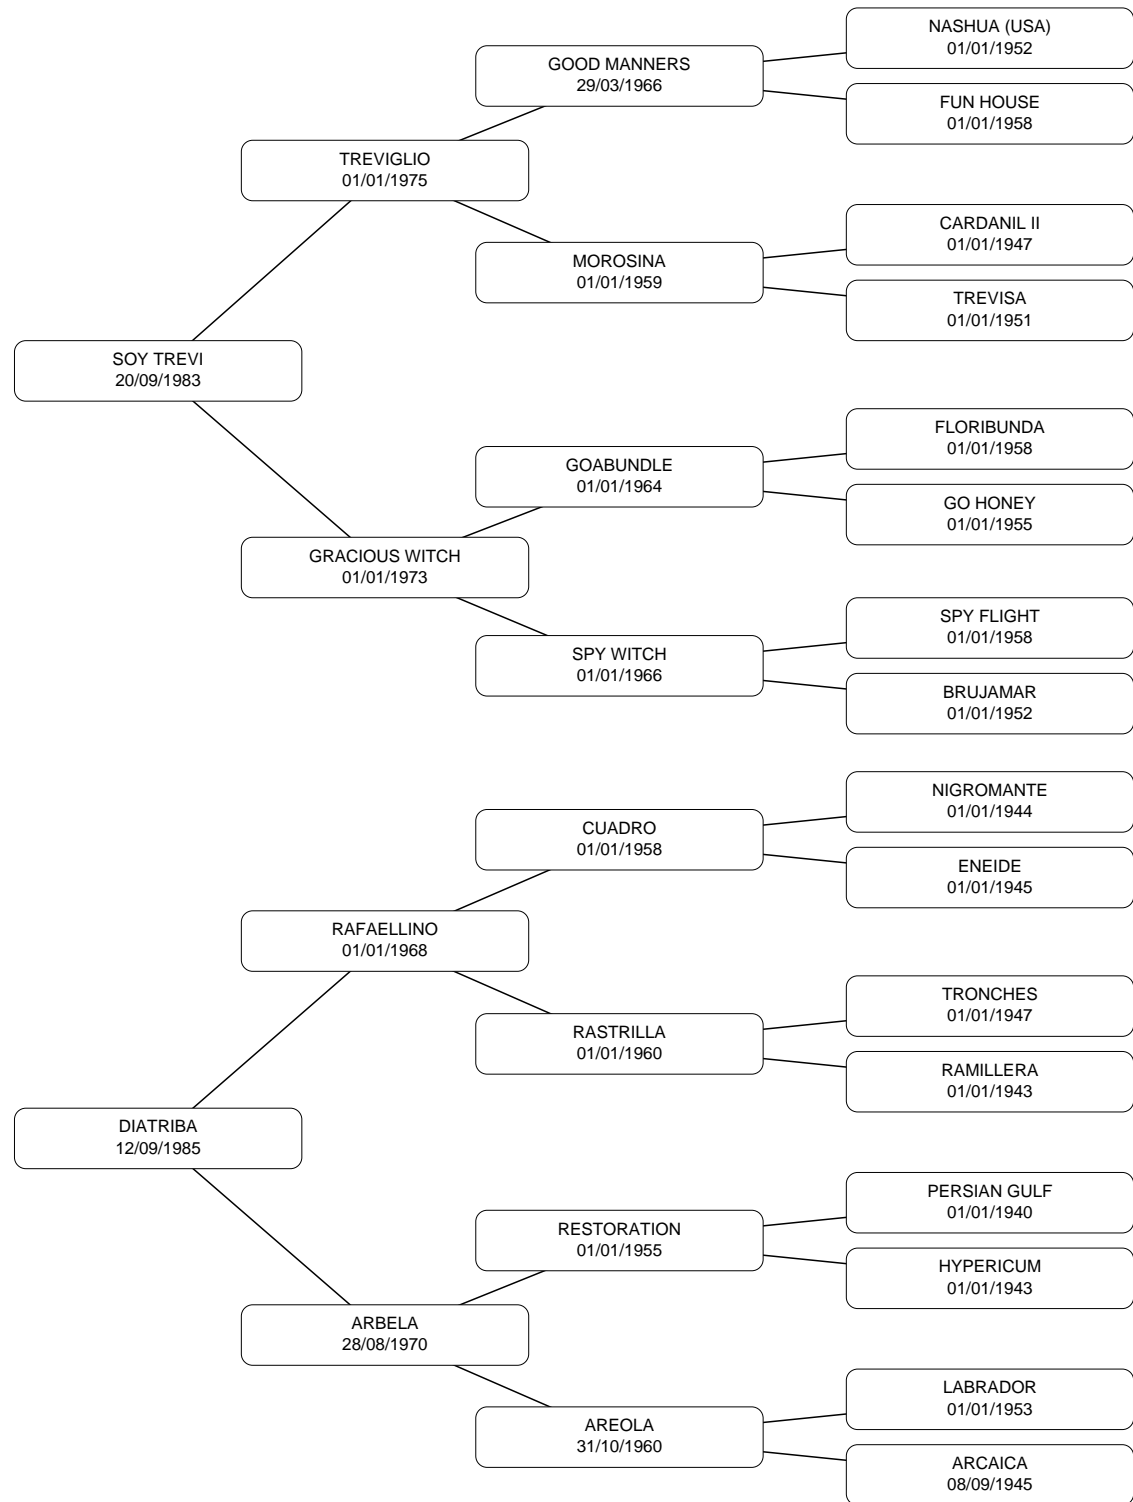 NASHUA (USA)
01/01/1952
GOOD MANNERS
29/03/1966
FUN HOUSE
01/01/1958
TREVIGLIO
01/01/1975
CARDANIL II
01/01/1947
MOROSINA
01/01/1959
TREVISA
01/01/1951
SOY TREVI
20/09/1983
FLORIBUNDA
01/01/1958
GOABUNDLE
01/01/1964
GO HONEY
01/01/1955
GRACIOUS WITCH
01/01/1973
SPY FLIGHT
01/01/1958
SPY WITCH
01/01/1966
BRUJAMAR
01/01/1952
NIGROMANTE
01/01/1944
CUADRO
01/01/1958
ENEIDE
01/01/1945
RAFAELLINO
01/01/1968
TRONCHES
01/01/1947
RASTRILLA
01/01/1960
RAMILLERA
01/01/1943
DIATRIBA
12/09/1985
PERSIAN GULF
01/01/1940
RESTORATION
01/01/1955
HYPERICUM
01/01/1943
ARBELA
28/08/1970
LABRADOR
01/01/1953
AREOLA
31/10/1960
ARCAICA
08/09/1945